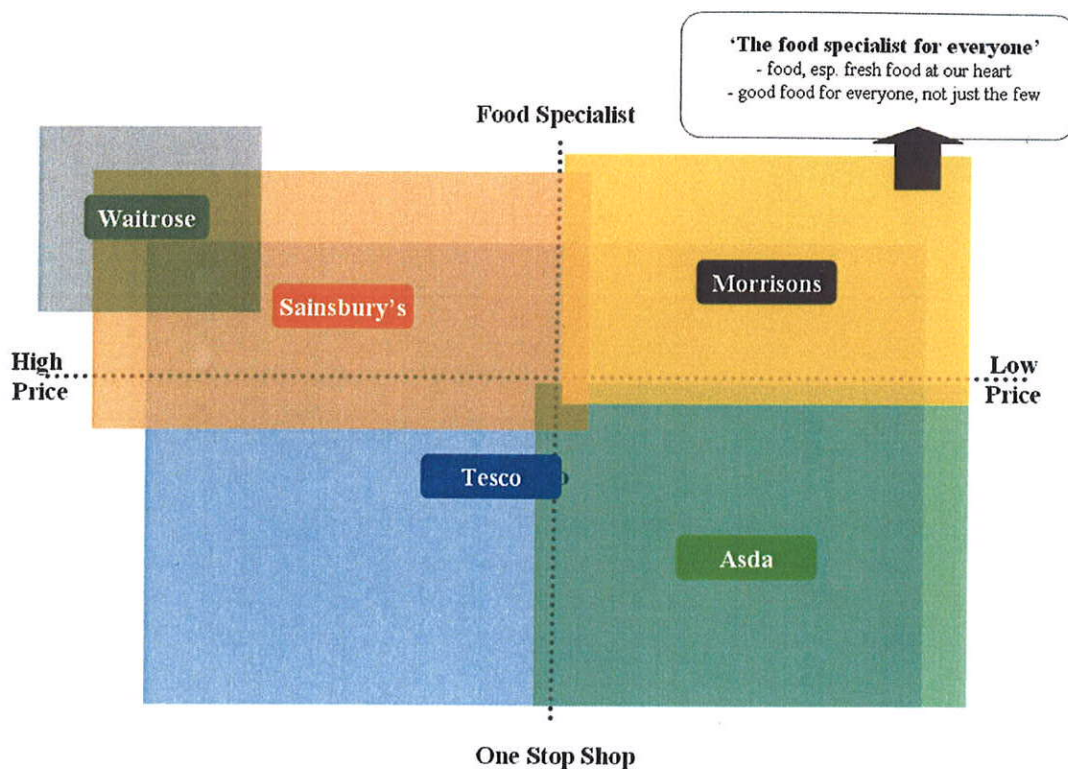 ‘The food specialist for everyone’
- food, esp. fresh food at our heart
- good food for everyone, not just the few
Food Specialist
Waitrose
Sainsbury’s
Morrisons
High
Price
Low
Price
Tesco
Asda
One Stop Shop